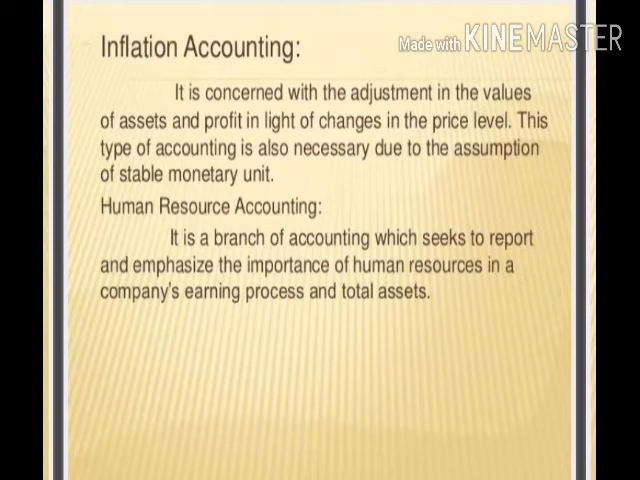 Inflation Accounting:
Made with KINEMASTER
It is concerned with the adjustment in the values
of assets and profit in light of changes in the price level. This
type of accounting is also necessary due to the assumption
of stable monetary unit.
Human Resource Accounting:
It is a branch of accounting which seeks to report
and emphasize the importance of human resources in a
company's earning process and total assets.